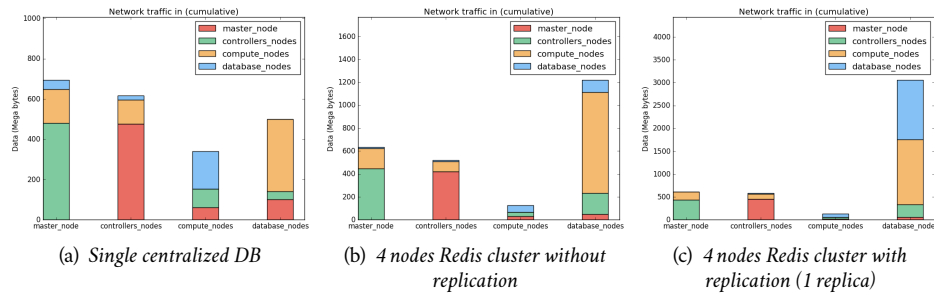 Network traffic in (cumulative)
1000
800
600
400
200
0
Data (Mega bytes)
master_node
controllers_nodes
compute_nodes
database_nodes
master_node
controllers_nodes
compute_nodes
database_nodes
(a) Single centralized DB
Network traffic in (cumulative)
1600
1400
1200
1000
800
600
400
200
0
Data (Mega bytes)
master_node
controllers_nodes
compute_nodes
database_nodes
master_node
controllers_nodes
compute_nodes
database_nodes
(b) 4 nodes Redis cluster without
replication
Network traffic in (cumulative)
4000
3500
3000
2500
2000
1500
1000
500
0
Data (Mega bytes)
master_node
controllers_nodes
compute_nodes
database_nodes
master_node
controllers_nodes
compute_nodes
database_nodes
(c) 4 nodes Redis cluster with
replication (1 replica)